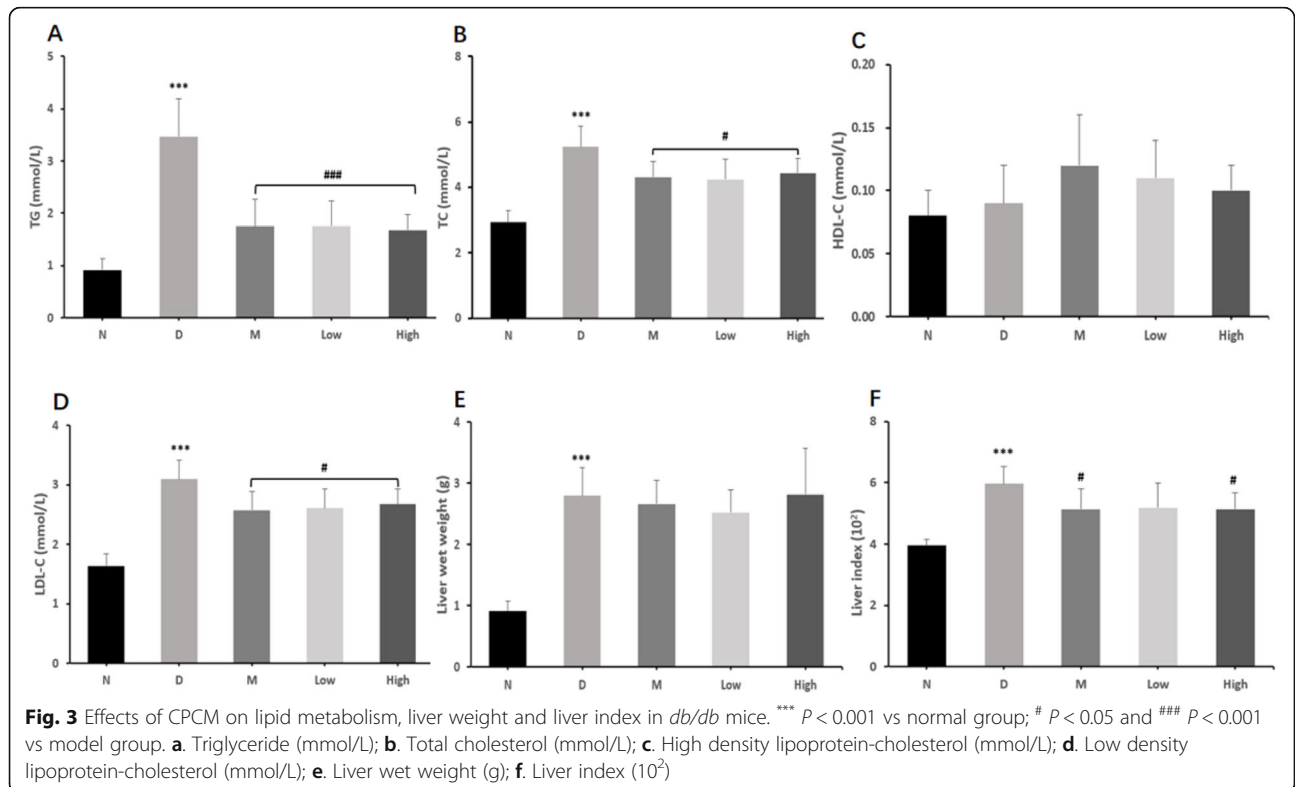 A
TG (mmol/L)
5
4
3
2
1
0
***
###
N D M Low High
B
TC (mmol/L)
8
6
4
2
0
***
#
N D M Low High
C
HDL-C (mmol/L)
0.20
0.15
0.10
0.05
0.00
N D M Low High
D
LDL-C (mmol/L)
4
3
2
1
0
***
#
N D M Low High
E
Liver wet weight (g)
4
3
2
1
0
***
N D M Low High
F
Liver index (10²)
8
6
4
2
0
***
#
#
N D M Low High
Fig. 3 Effects of CPCM on lipid metabolism, liver weight and liver index in db/db mice. *** P < 0.001 vs normal group; # P < 0.05 and ### P < 0.001
vs model group. a. Triglyceride (mmol/L); b. Total cholesterol (mmol/L); c. High density lipoprotein-cholesterol (mmol/L); d. Low density
lipoprotein-cholesterol (mmol/L); e. Liver wet weight (g); f. Liver index (10²)